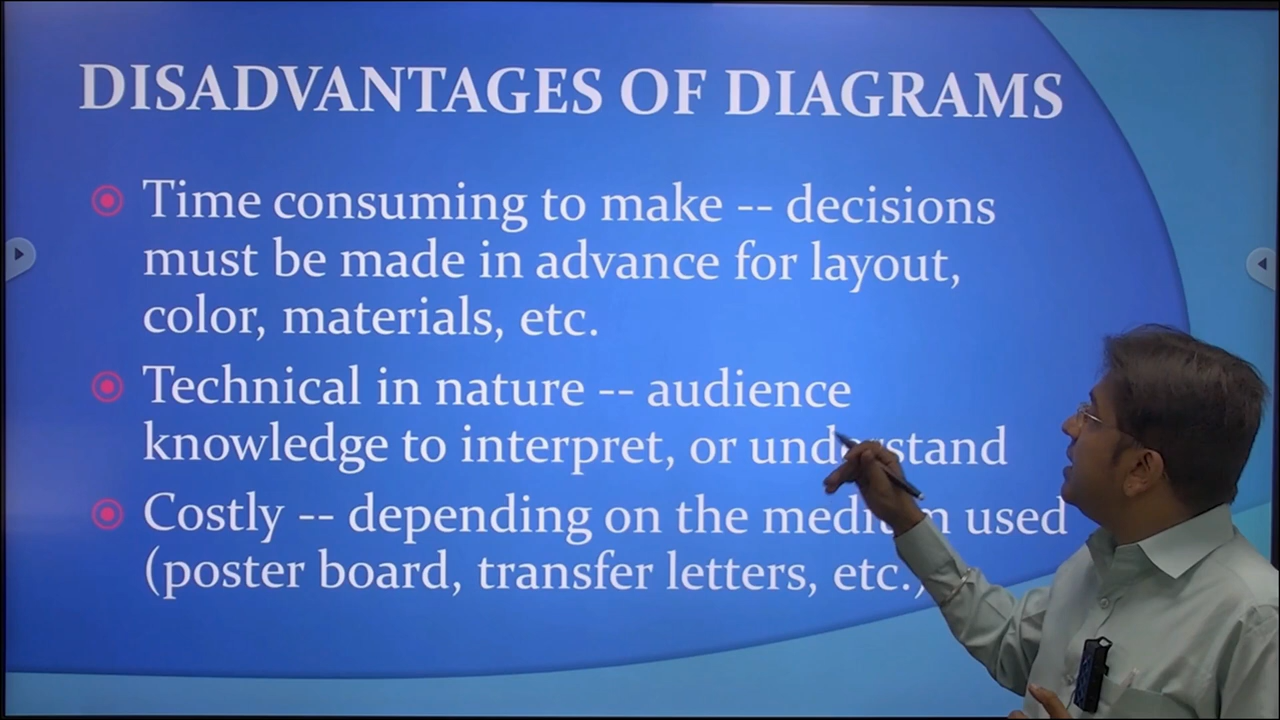 DISADVANTAGES OF DIAGRAMS
Time consuming to make -- decisions
must be made in advance for layout,
color, materials, etc.
Technical in nature -- audience
knowledge to interpret, or understand
Costly -- depending on the medium used
(poster board, transfer letters, etc.)